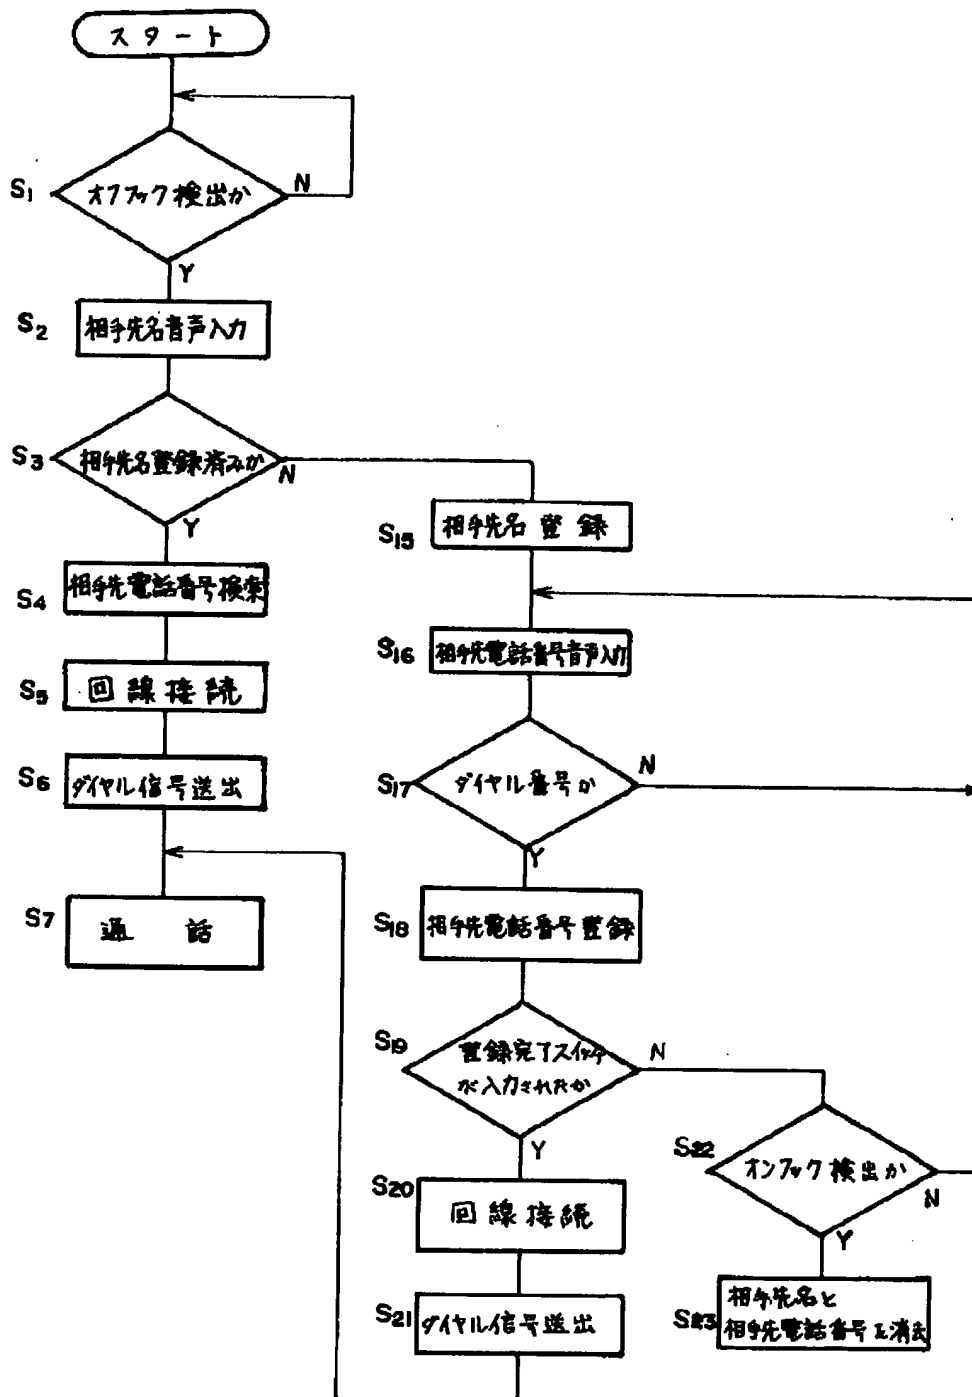 スタート
S1
オフフック検出か
N
Y
S2
相手先名音声入力
S3
相手先名登録済みか
N
Y
S4
相手先電話番号検索
S5
回線接続
S6
ダイヤル信号送出
S7
通話
S15
相手先名登録
S16
相手先電話番号音声入力
S17
ダイヤル番号か
N
Y
S18
相手先電話番号登録
S19
登録完了スイッチ
が入力されたか
N
Y
S20
回線接続
S21
ダイヤル信号送出
S22
オンフック検出か
N
Y
S23
相手先名と
相手先電話番号を消去